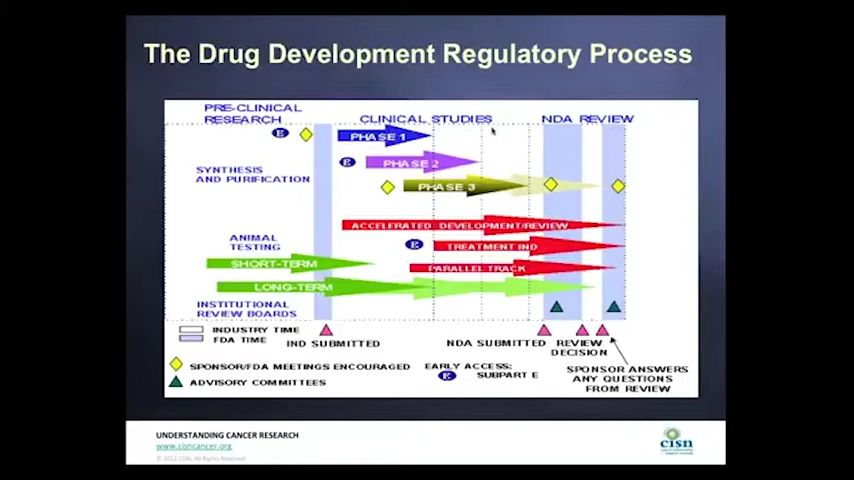 The Drug Development Regulatory Process
PRE-CLINICAL
RESEARCH
CLINICAL STUDIES
NDA REVIEW
E
PHASE 1
SYNTHESIS
AND PURIFICATION
E
PHASE 2
PHASE 3
ACCELERATED DEVELOPMENT/REVIEW
ANIMAL
TESTING
E
TREATMENT IND
SHORT-TERM
PARALLEL TRACK
LONG-TERM
INSTITUTIONAL
REVIEW BOARDS
INDUSTRY TIME
FDA TIME
IND SUBMITTED
NDA SUBMITTED
REVIEW
DECISION
SPONSOR/FDA MEETINGS ENCOURAGED
ADVISORY COMMITTEES
EARLY ACCESS:
E
SUBPART E
SPONSOR ANSWERS
ANY QUESTIONS
FROM REVIEW
UNDERSTANDING CANCER RESEARCH
www.cisncancer.org
© 2012 CISN. All Rights Reserved.
cisn